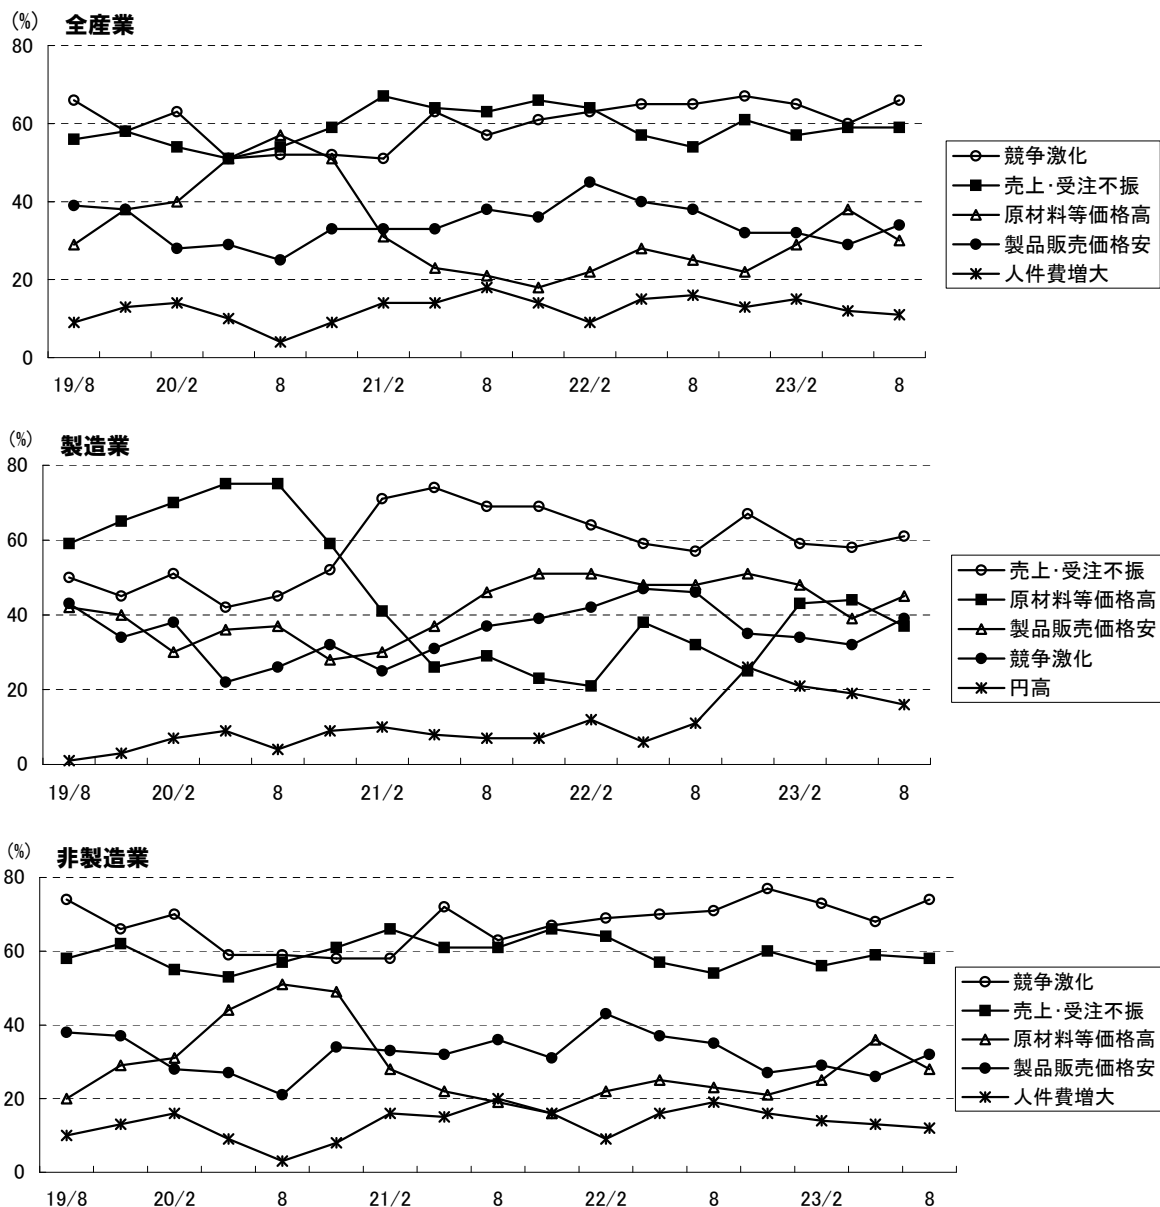 (%) 全産業
80
60
40
20
0
19/8 20/2 8 21/2 8 22/2 8 23/2 8
競争激化
売上・受注不振
原材料等価格高
製品販売価格安
人件費増大
(%) 製造業
80
60
40
20
0
19/8 20/2 8 21/2 8 22/2 8 23/2 8
売上・受注不振
原材料等価格高
製品販売価格安
競争激化
円高
(%) 非製造業
80
60
40
20
0
19/8 20/2 8 21/2 8 22/2 8 23/2 8
競争激化
売上・受注不振
原材料等価格高
製品販売価格安
人件費増大